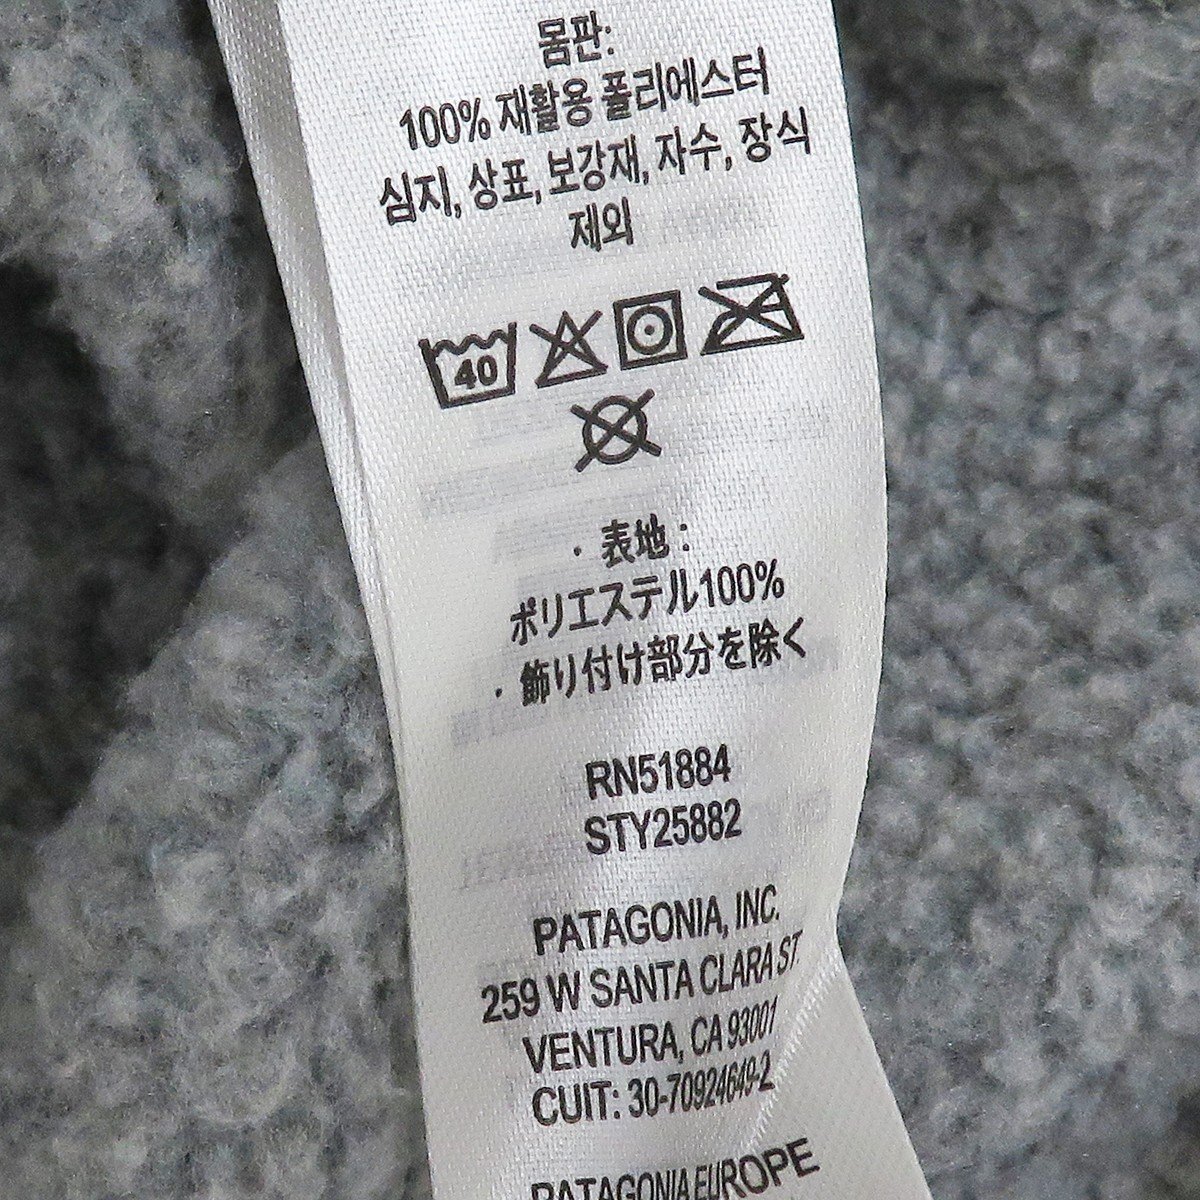 몸판:
100% 재활용 폴리에스터
심지, 상표, 보강재, 자수, 장식
제외
40
・表地：
ポリエステル100%
・飾り付け部分を除く
RN51884
STY25882
PATAGONIA, INC.
259 W SANTA CLARA ST.
VENTURA, CA 93001
CUIT: 30-70924649-2
PATAGONIA EUROPE